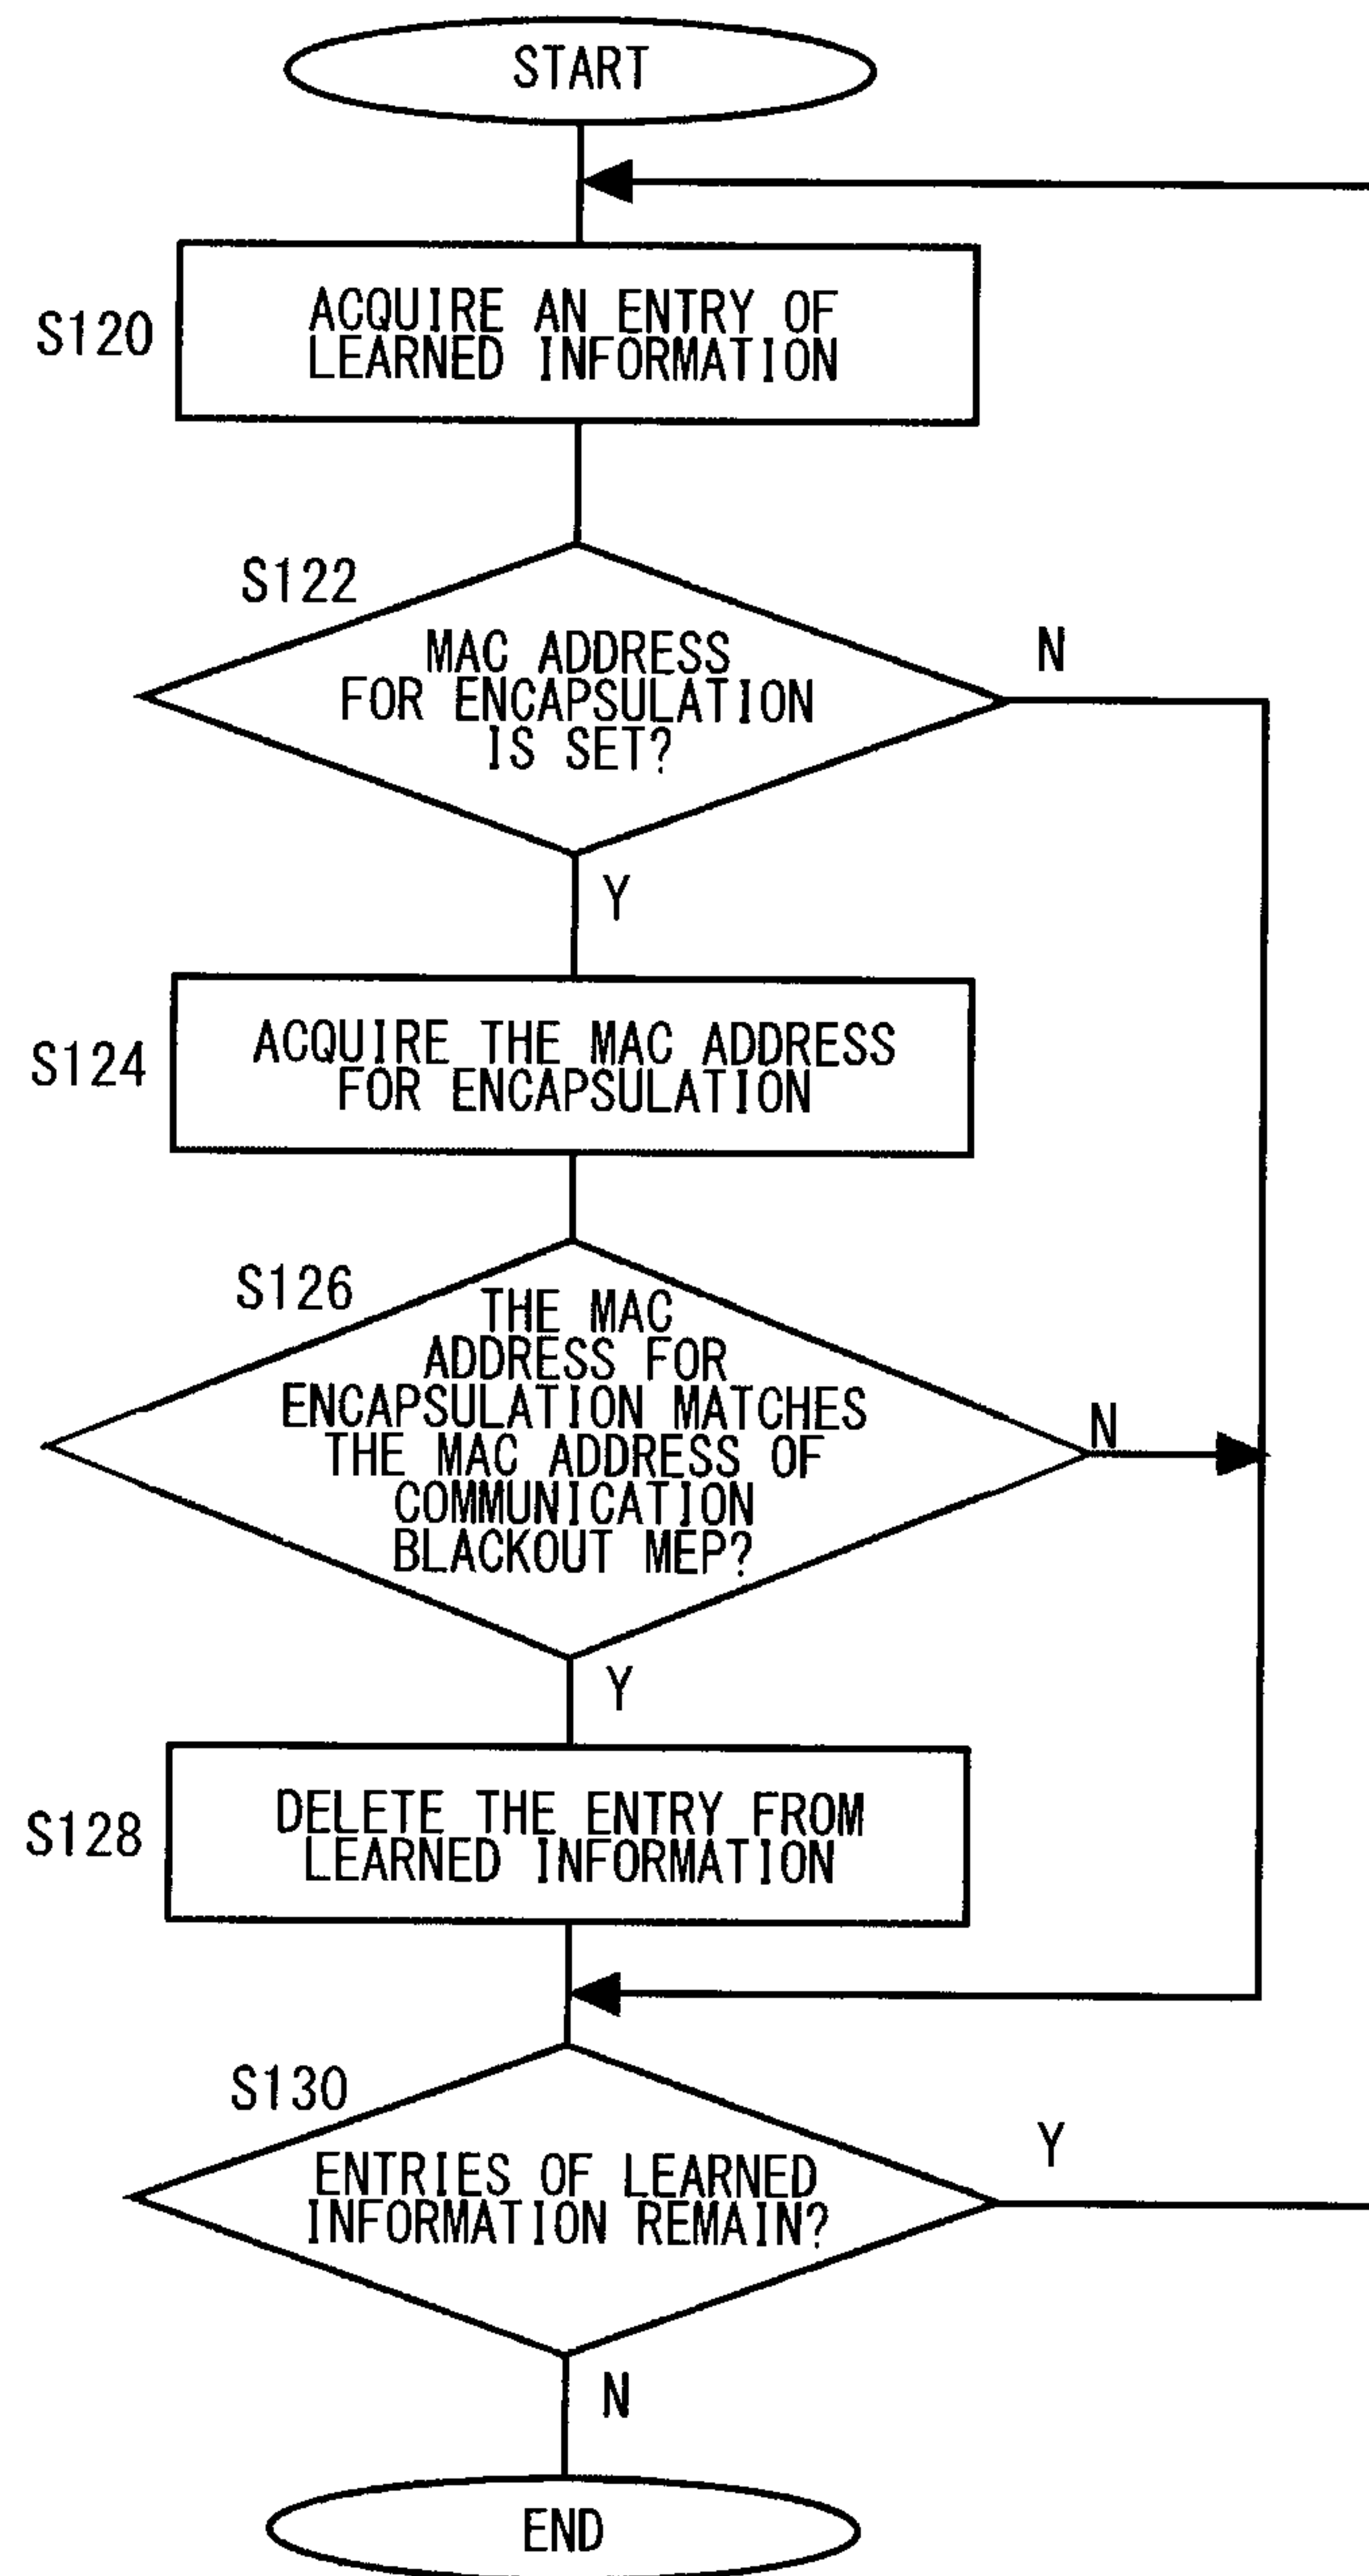 START
S120
ACQUIRE AN ENTRY OF
LEARNED INFORMATION
S122
MAC ADDRESS
FOR ENCAPSULATION
IS SET?
N
Y
S124
ACQUIRE THE MAC ADDRESS
FOR ENCAPSULATION
S126
THE MAC
ADDRESS FOR
ENCAPSULATION MATCHES
THE MAC ADDRESS OF
COMMUNICATION
BLACKOUT MEP?
N
Y
S128
DELETE THE ENTRY FROM
LEARNED INFORMATION
S130
ENTRIES OF LEARNED
INFORMATION REMAIN?
Y
N
END